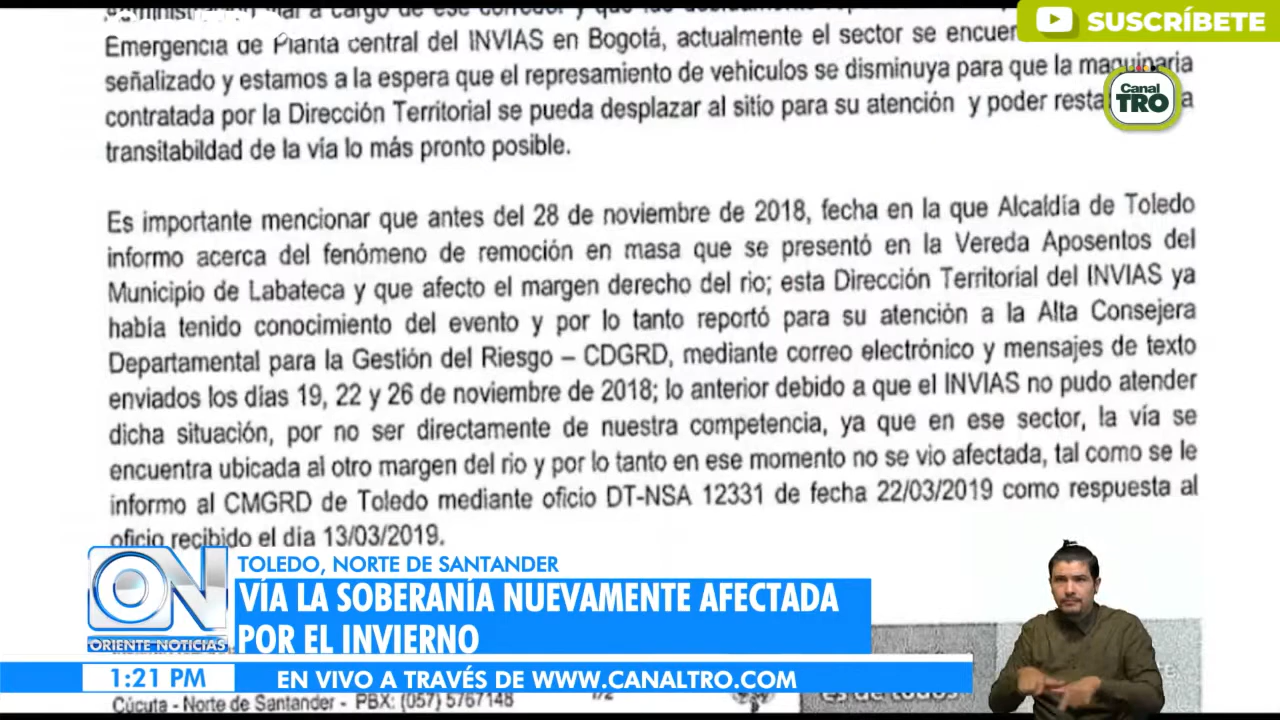 Administración vial a cargo de ese corredor y que fue debidamente
Emergencia de Planta central del INVIAS en Bogotá, actualmente el sector se
señalizado y estamos a la espera que el represamiento de vehiculos se disminuya para que la maquinaria
contratada por la Dirección Territorial se pueda desplazar al sitio para su atención y poder
transitabildad de la vía lo más pronto posible.
Es importante mencionar que antes del 28 de noviembre de 2018, fecha en la que Alcaldía de Toledo
informo acerca del fenómeno de remoción en masa que se presentó en la Vereda Aposentos del
Municipio de Labateca y que afecto el margen derecho del rio; esta Dirección Territorial del INVIAS ya
había tenido conocimiento del evento y por lo tanto reportó para su atención a la Alta Consejera
Departamental para la Gestión del Riesgo – CDGRD, mediante correo electrónico y mensajes de texto
enviados los días 19, 22 y 26 de noviembre de 2018; lo anterior debido a que el INVIAS no pudo atender
dicha situación, por no ser directamente de nuestra competencia, ya que en ese sector, la vía se
encuentra ubicada al otro margen del rio y por lo tanto en ese momento no se vio afectada, tal como se le
informo al CMGRD de Toledo mediante oficio DT-NSA 12331 de fecha 22/03/2019 como respuesta al
oficio recibido el día 13/03/2019.
SUSCRÍBETE
Canal
TRO
ON
ORIENTE NOTICIAS
TOLEDO, NORTE DE SANTANDER
VÍA LA SOBERANÍA NUEVAMENTE AFECTADA
POR EL INVIERNO
1:21 PM
EN VIVO A TRAVÉS DE WWW.CANALTRO.COM
Cúcuta - Norte de Santander - PBX: (057) 5767148
1/2